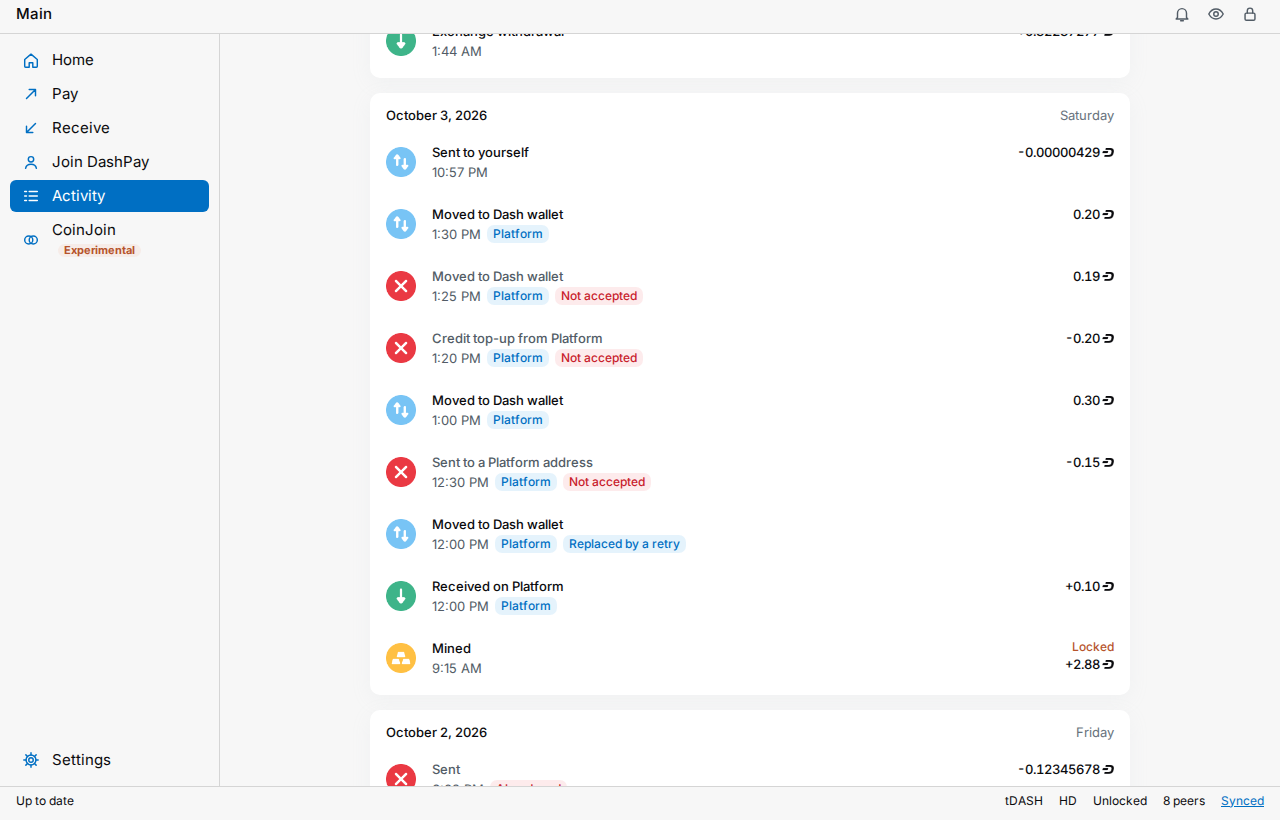 Main
Home
Pay
Receive
Join DashPay
Activity
CoinJoin
Experimental
Settings
Exchange withdrawal
1:44 AM
October 3, 2026 Saturday
Sent to yourself -0.00000429
10:57 PM
Moved to Dash wallet 0.20
1:30 PM Platform
Moved to Dash wallet 0.19
1:25 PM Platform Not accepted
Credit top-up from Platform -0.20
1:20 PM Platform Not accepted
Moved to Dash wallet 0.30
1:00 PM Platform
Sent to a Platform address -0.15
12:30 PM Platform Not accepted
Moved to Dash wallet
12:00 PM Platform Replaced by a retry
Received on Platform +0.10
12:00 PM Platform
Mined Locked
9:15 AM +2.88
October 2, 2026 Friday
Sent -0.12345678
Up to date tDASH HD Unlocked 8 peers Synced